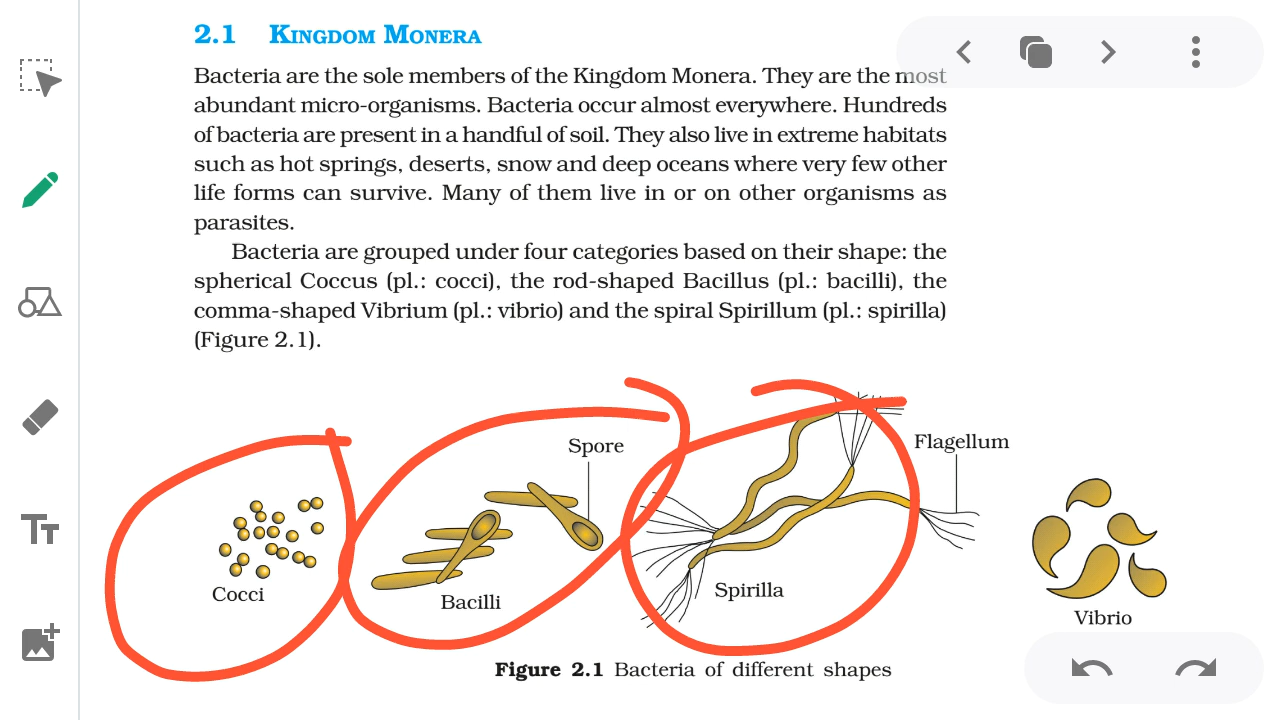 2.1 KINGDOM MONERA
Bacteria are the sole members of the Kingdom Monera. They are the most
abundant micro-organisms. Bacteria occur almost everywhere. Hundreds
of bacteria are present in a handful of soil. They also live in extreme habitats
such as hot springs, deserts, snow and deep oceans where very few other
life forms can survive. Many of them live in or on other organisms as
parasites.
Bacteria are grouped under four categories based on their shape: the
spherical Coccus (pl.: cocci), the rod-shaped Bacillus (pl.: bacilli), the
comma-shaped Vibrium (pl.: vibrio) and the spiral Spirillum (pl.: spirilla)
(Figure 2.1).
Spore
Flagellum
Cocci
Bacilli
Spirilla
Vibrio
Figure 2.1 Bacteria of different shapes